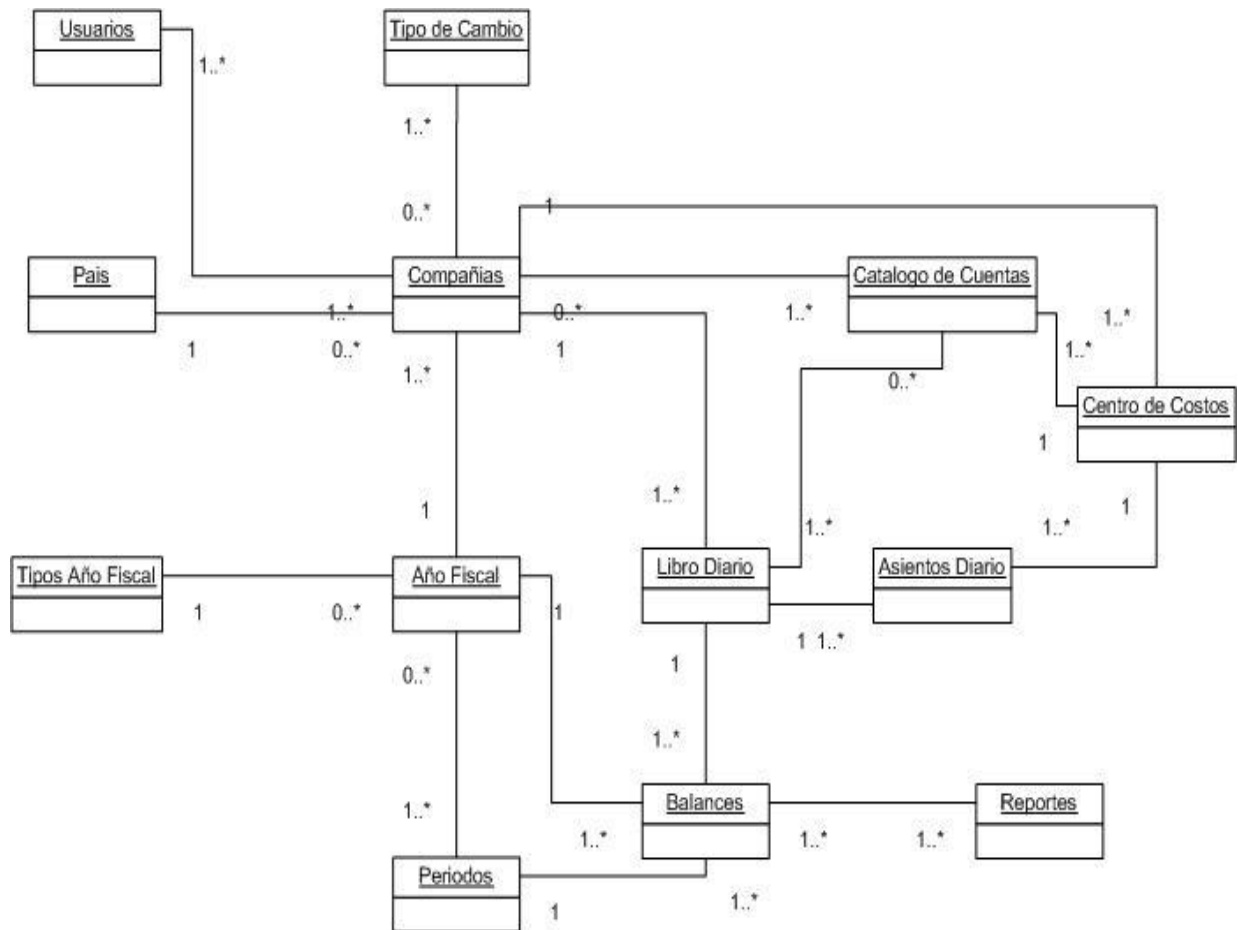 Usuarios
Tipo de Cambio
1..*
1..*
0..*
1
Pais
Compañias
Catalogo de Cuentas
1..*
0..*
1..*
1..*
1
0..*
1
1..*
1..*
0..*
Centro de Costos
1
1..*
1
1..*
1..*
1
Tipos Año Fiscal
Año Fiscal
Libro Diario
Asientos Diario
1
0..*
1
1 1..*
0..*
1
1..*
Balances
Reportes
1..*
1..*
1..*
1..*
Periodos
1
1..*